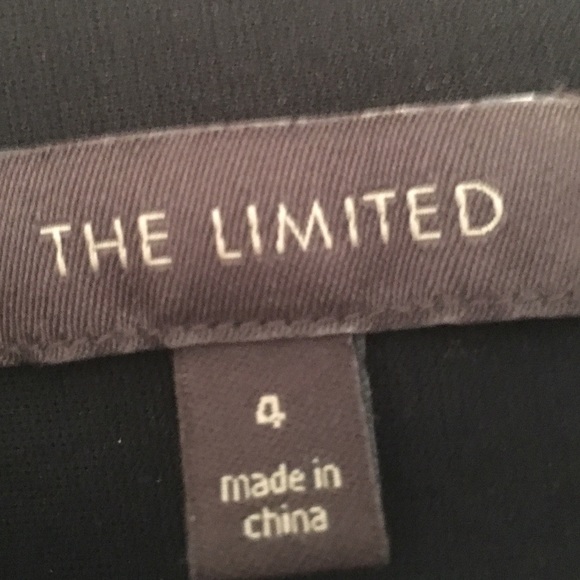 THE LIMITED
4
made in
china